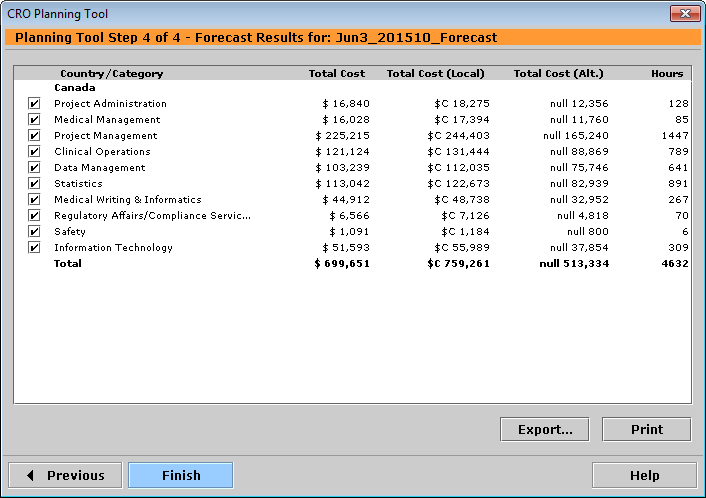 CRO Planning Tool
Planning Tool Step 4 of 4 - Forecast Results for: Jun3_201510_Forecast
Country/Category Total Cost Total Cost (Local) Total Cost (Alt.) Hours
Canada
Project Administration $ 16,840 $C 18,275 null 12,356 128
Medical Management $ 16,028 $C 17,394 null 11,760 85
Project Management $ 225,215 $C 244,403 null 165,240 1447
Clinical Operations $ 121,124 $C 131,444 null 88,869 789
Data Management $ 103,239 $C 112,035 null 75,746 641
Statistics $ 113,042 $C 122,673 null 82,939 891
Medical Writing & Informatics $ 44,912 $C 48,738 null 32,952 267
Regulatory Affairs/Compliance Servic... $ 6,566 $C 7,126 null 4,818 70
Safety $ 1,091 $C 1,184 null 800 6
Information Technology $ 51,593 $C 55,989 null 37,854 309
Total $ 699,651 $C 759,261 null 513,334 4632
Export... Print
Previous Finish Help